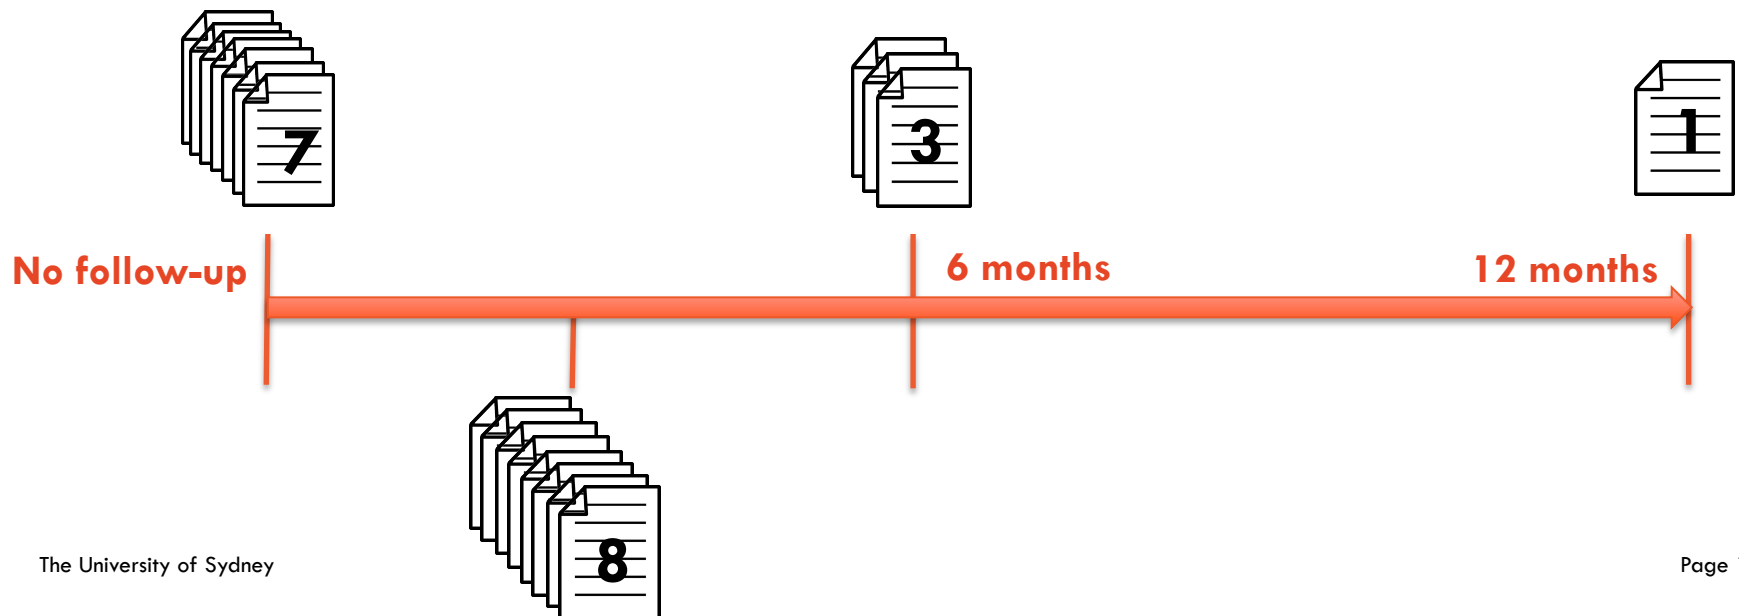 7
3
1
No follow-up
6 months
12 months
8
The University of Sydney
Page